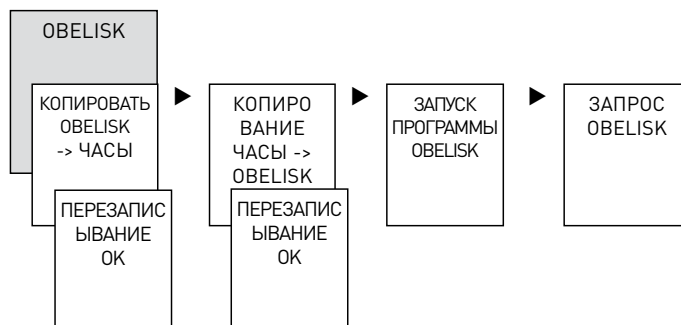 OBELISK
КОПИРОВАТЬ
OBELISK
-> ЧАСЫ
ПЕРЕЗАПИС
ЫВАНИЕ
OK
КОПИРО
ВАНИЕ
ЧАСЫ ->
OBELISK
ПЕРЕЗАПИС
ЫВАНИЕ
OK
ЗАПУСК
ПРОГРАММЫ
OBELISK
ЗАПРОС
OBELISK